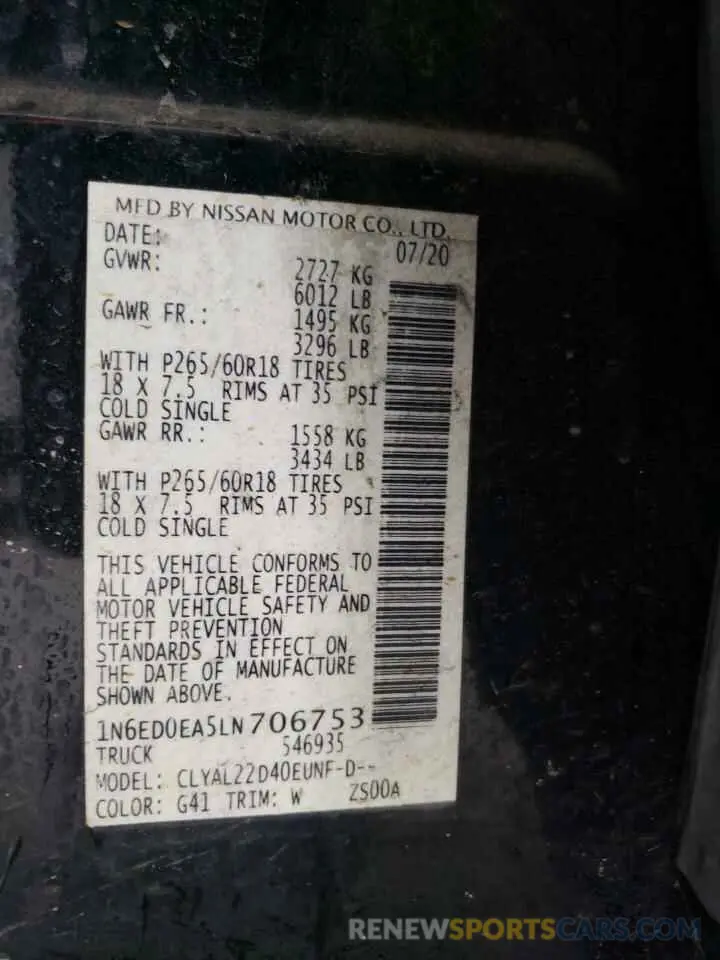 MFD BY NISSAN MOTOR CO., LTD.
DATE: 07/20
GVWR: 2727 KG
6012 LB
GAWR FR.: 1495 KG
3296 LB
WITH P265/60R18 TIRES
18 X 7.5 RIMS AT 35 PSI
COLD SINGLE
GAWR RR.: 1558 KG
3434 LB
WITH P265/60R18 TIRES
18 X 7.5 RIMS AT 35 PSI
COLD SINGLE
THIS VEHICLE CONFORMS TO
ALL APPLICABLE FEDERAL
MOTOR VEHICLE SAFETY AND
THEFT PREVENTION
STANDARDS IN EFFECT ON
THE DATE OF MANUFACTURE
SHOWN ABOVE.
1N6ED0EA5LN706753
TRUCK 546935
MODEL: CLYAL22D40EUNF-D--
COLOR: G41 TRIM: W ZS00A
RENEWSPORTSCARS.COM